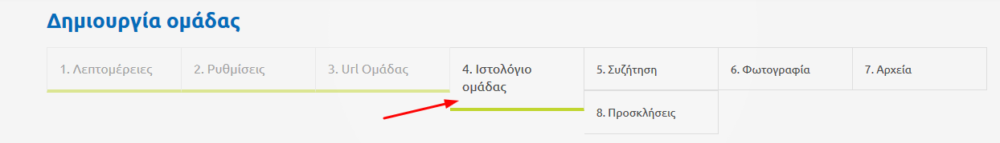 Δημιουργία ομάδας
1. Λεπτομέρειες
2. Ρυθμίσεις
3. Url Ομάδας
4. Ιστολόγιο
ομάδας
5. Συζήτηση
6. Φωτογραφία
7. Αρχεία
8. Προσκλήσεις